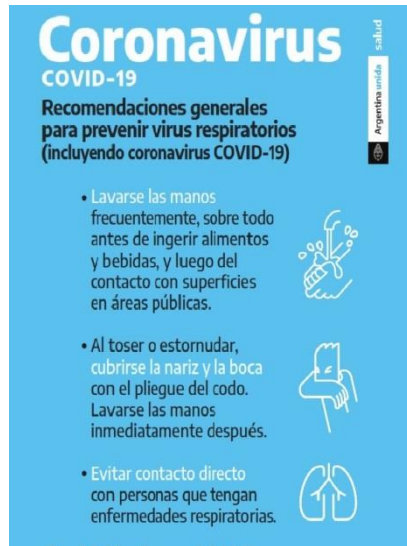 Coronavirus
COVID-19
salud
Argentina unida
Recomendaciones generales
para prevenir virus respiratorios
(incluyendo coronavirus COVID-19)
• Lavarse las manos
frecuentemente, sobre todo
antes de ingerir alimentos
y bebidas, y luego del
contacto con superficies
en áreas públicas.
• Al toser o estornudar,
cubrirse la nariz y la boca
con el pliegue del codo.
Lavarse las manos
inmediatamente después.
• Evitar contacto directo
con personas que tengan
enfermedades respiratorias.